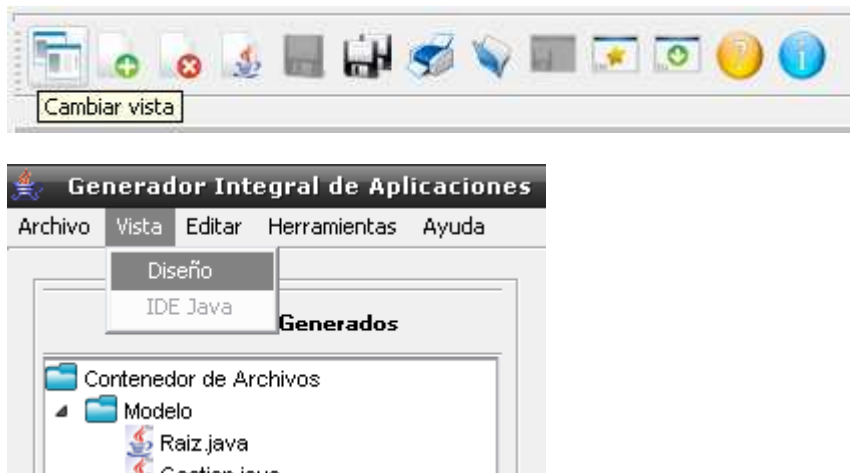 Cambiar vista
Generador Integral de Aplicaciones
Archivo Vista Editar Herramientas Ayuda
Diseño
IDE Java
Generados
Contenedor de Archivos
Modelo
Raiz.java